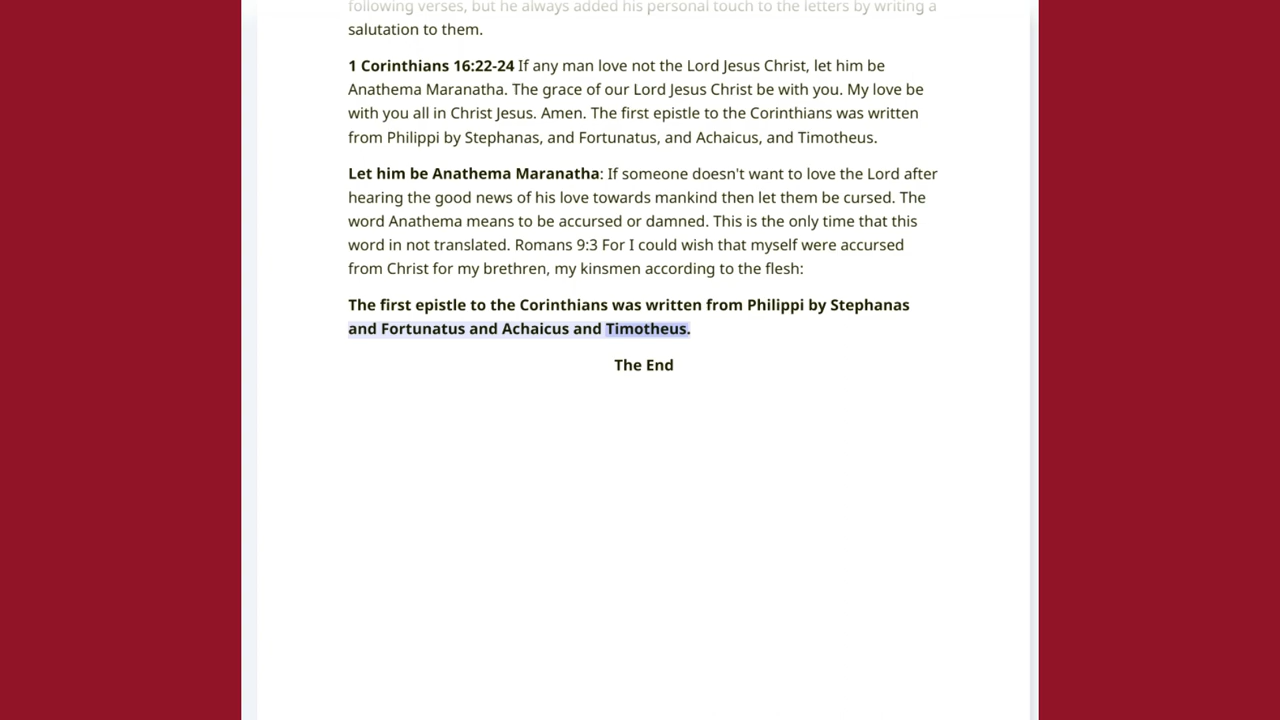 following verses, but he always added his personal touch to the letters by writing a
salutation to them.
1 Corinthians 16:22-24 If any man love not the Lord Jesus Christ, let him be
Anathema Maranatha. The grace of our Lord Jesus Christ be with you. My love be
with you all in Christ Jesus. Amen. The first epistle to the Corinthians was written
from Philippi by Stephanas, and Fortunatus, and Achaicus, and Timotheus.
Let him be Anathema Maranatha: If someone doesn't want to love the Lord after
hearing the good news of his love towards mankind then let them be cursed. The
word Anathema means to be accursed or damned. This is the only time that this
word in not translated. Romans 9:3 For I could wish that myself were accursed
from Christ for my brethren, my kinsmen according to the flesh:
The first epistle to the Corinthians was written from Philippi by Stephanas
and Fortunatus and Achaicus and Timotheus.
The End